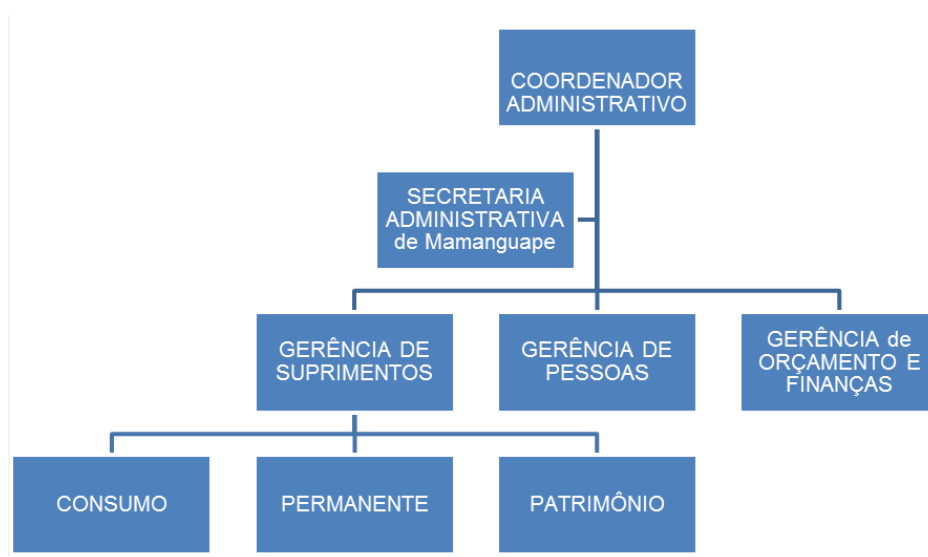 COORDENADOR
ADMINISTRATIVO
SECRETARIA
ADMINISTRATIVA
de Mamanguape
GERÊNCIA DE
SUPRIMENTOS
GERÊNCIA DE
PESSOAS
GERÊNCIA de
ORÇAMENTO E
FINANÇAS
CONSUMO
PERMANENTE
PATRIMÔNIO